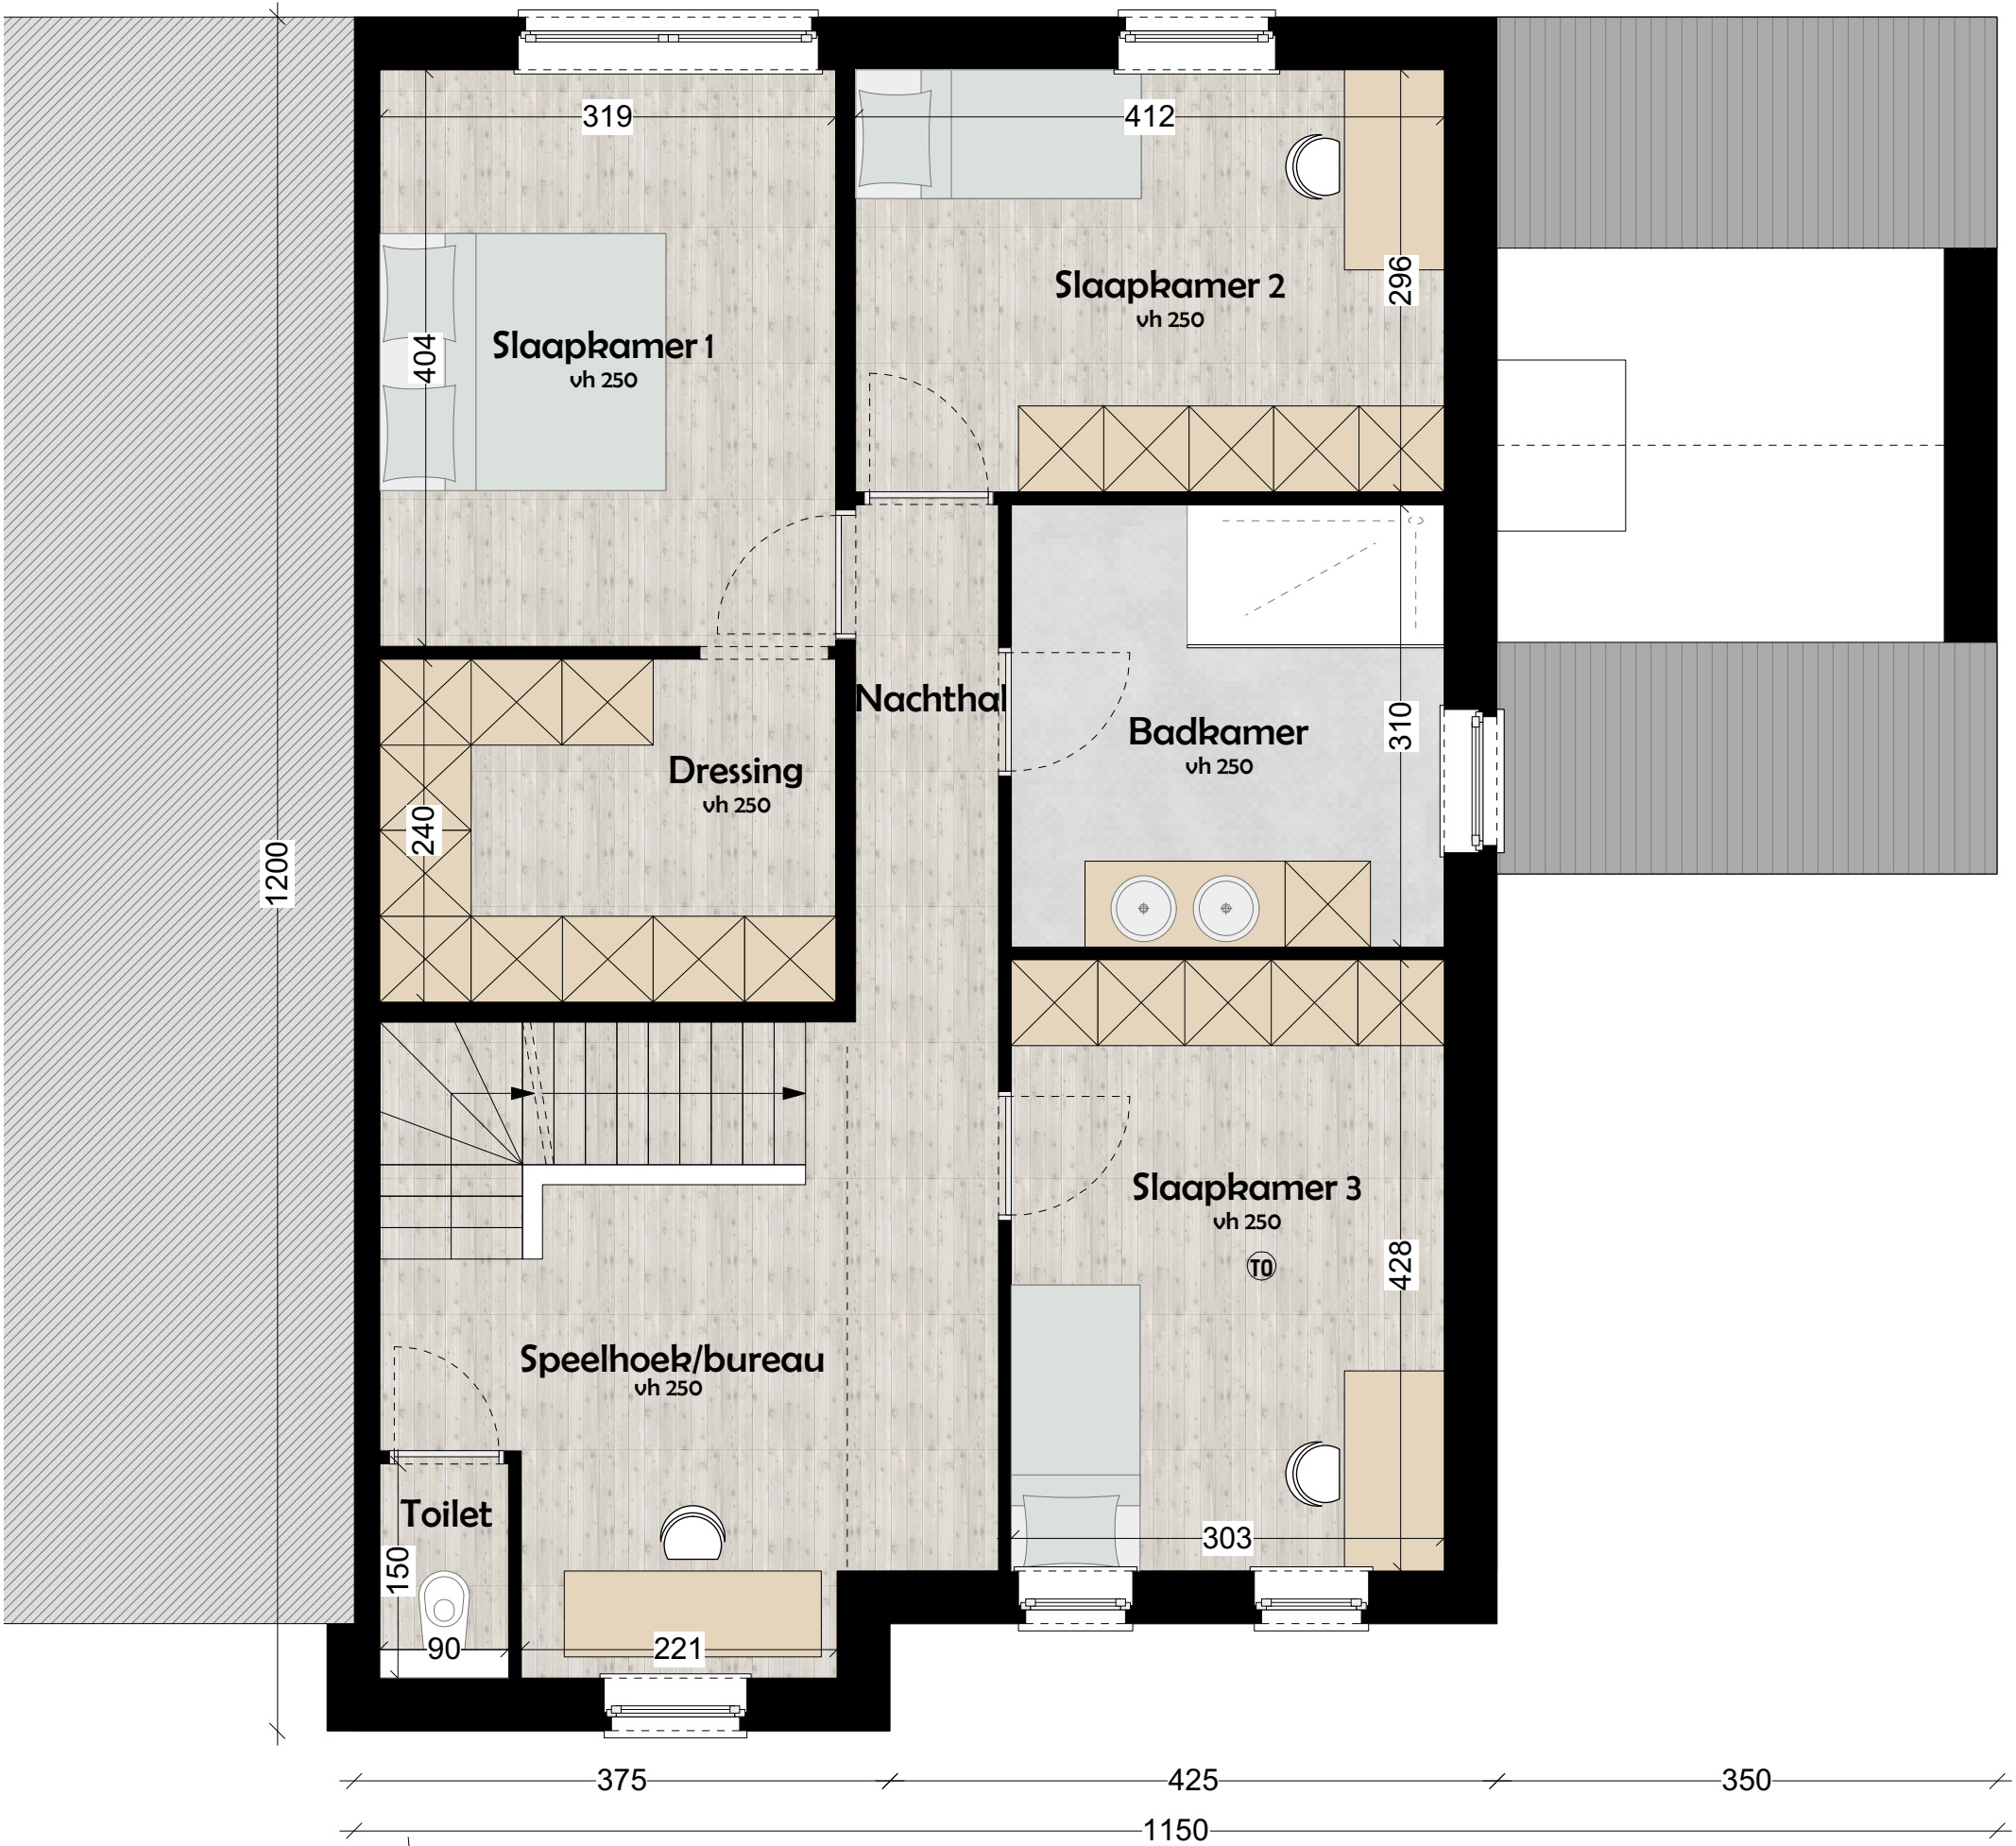 319
412
Slaapkamer 1
vh 250
404
Slaapkamer 2
vh 250
296
Nachthal
Badkamer
vh 250
310
Dressing
vh 250
240
1200
Slaapkamer 3
vh 250
TO
428
Speelhoek/bureau
vh 250
Toilet
150
303
90
221
375
425
350
1150